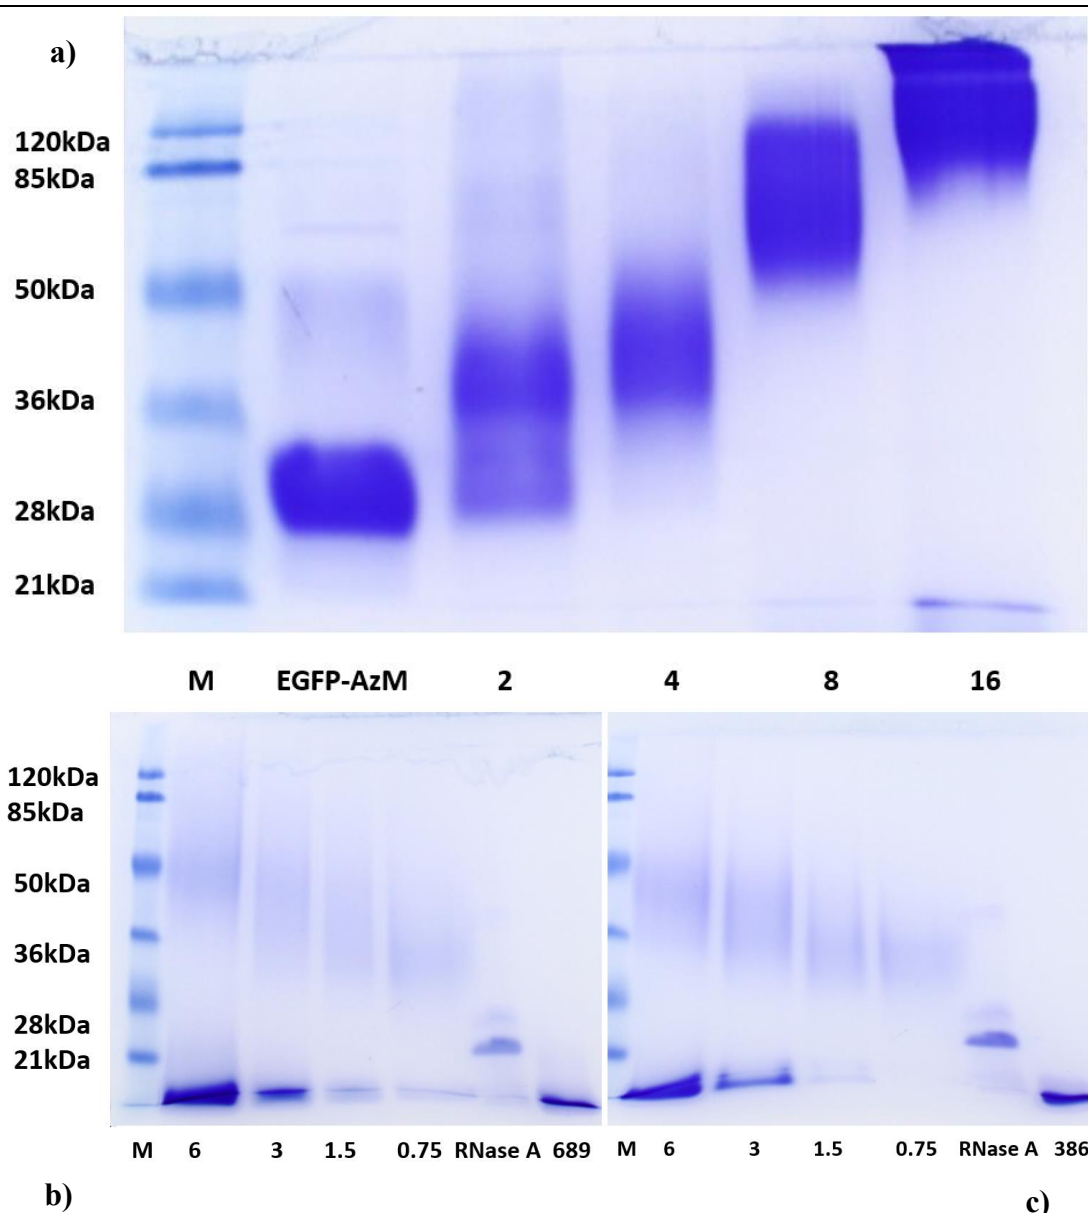 a)
120kDa
85kDa
50kDa
36kDa
28kDa
21kDa
M EGFP-AzM 2 4 8 16
120kDa
85kDa
50kDa
36kDa
28kDa
21kDa
M 6 3 1.5 0.75 RNase A 689 M 6 3 1.5 0.75 RNase A 386
b) c)